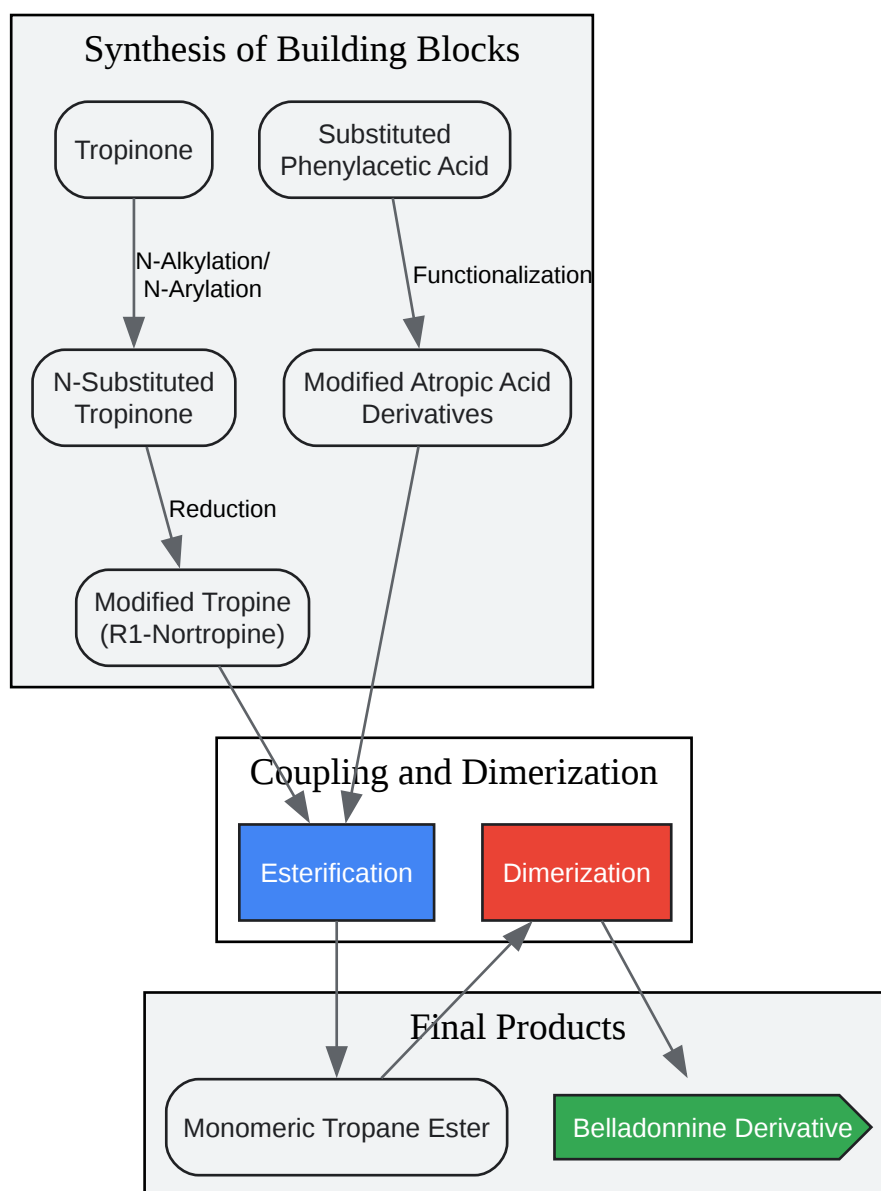 Synthesis of Building Blocks
Tropinone
Substituted
Phenylacetic Acid
N-Alkylation/
N-Arylation
Functionalization
N-Substituted
Tropinone
Modified Atropic Acid
Derivatives
Reduction
Modified Tropine
(R1-Nortropine)
Coupling and Dimerization
Esterification
Dimerization
Final Products
Monomeric Tropane Ester
Belladonnine Derivative